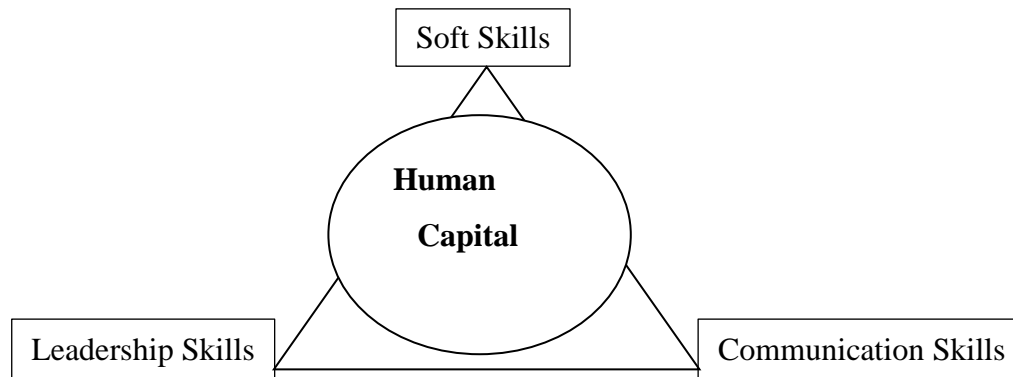 Soft Skills
Human
Capital
Leadership Skills
Communication Skills